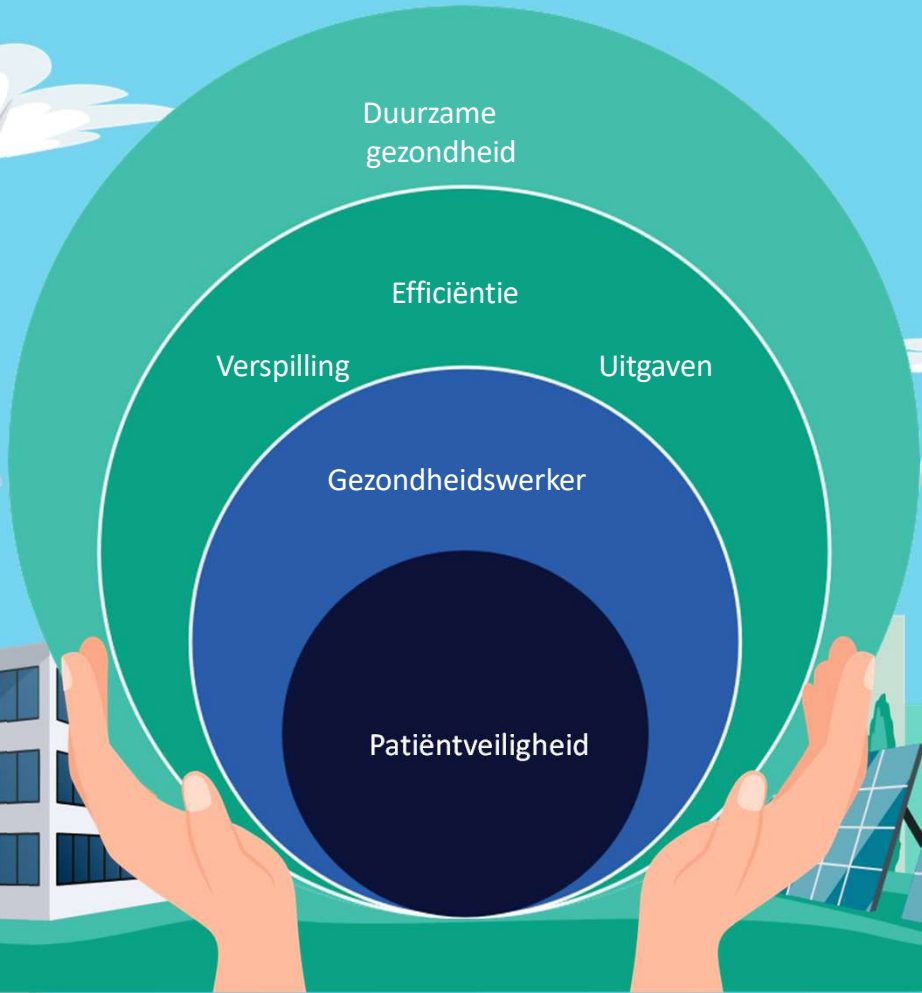 Duurzame
gezondheid
Efficiëntie
Verspilling
Uitgaven
Gezondheidswerker
Patiëntveiligheid